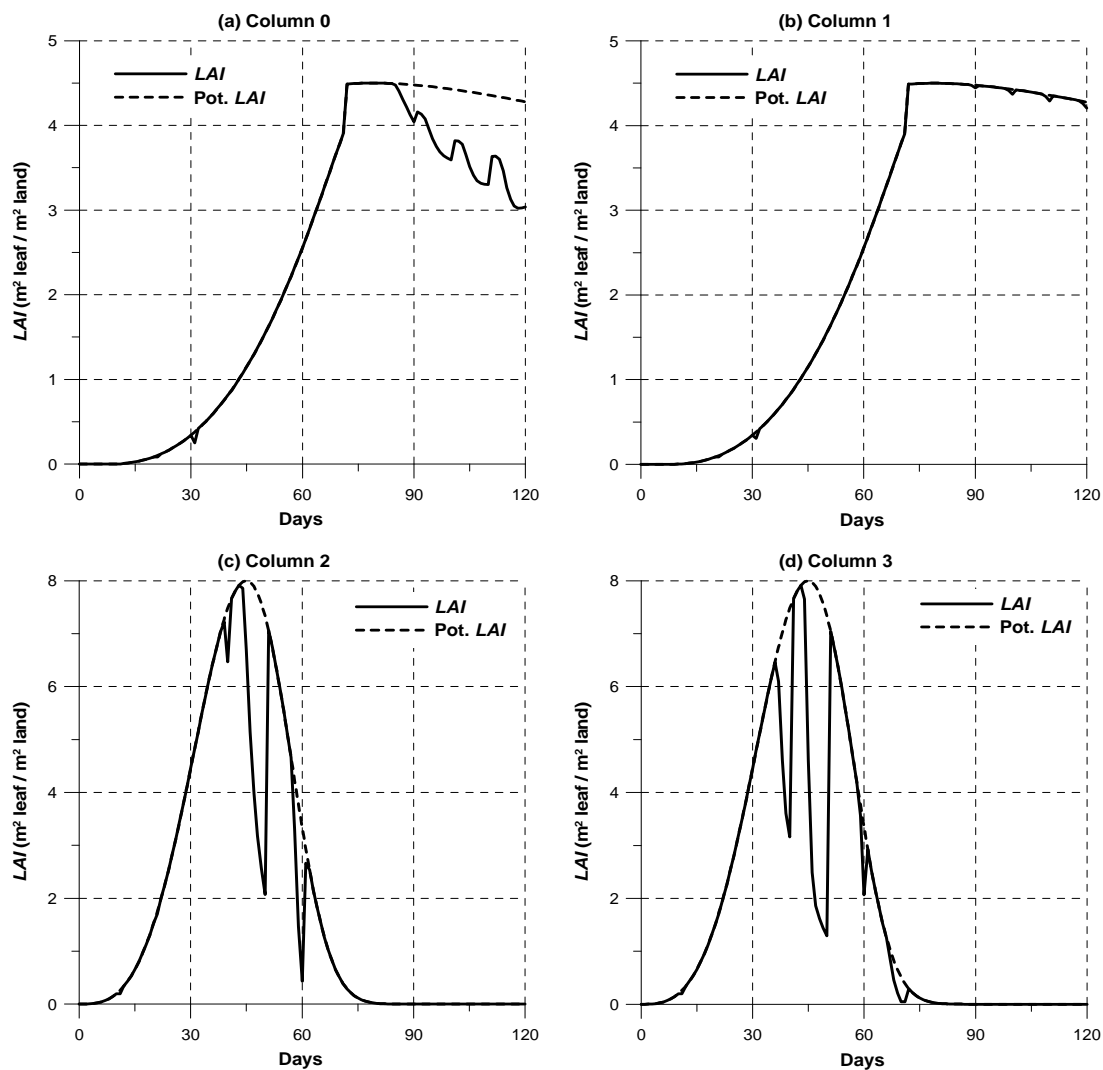 (a) Column 0
5
4
3
2
1
0
LAI (m² leaf / m² land)
LAI
Pot. LAI
0 30 60 90 120
Days
(b) Column 1
5
4
3
2
1
0
LAI (m² leaf / m² land)
LAI
Pot. LAI
0 30 60 90 120
Days
(c) Column 2
8
6
4
2
0
LAI (m² leaf / m² land)
LAI
Pot. LAI
0 30 60 90 120
Days
(d) Column 3
8
6
4
2
0
LAI (m² leaf / m² land)
LAI
Pot. LAI
0 30 60 90 120
Days